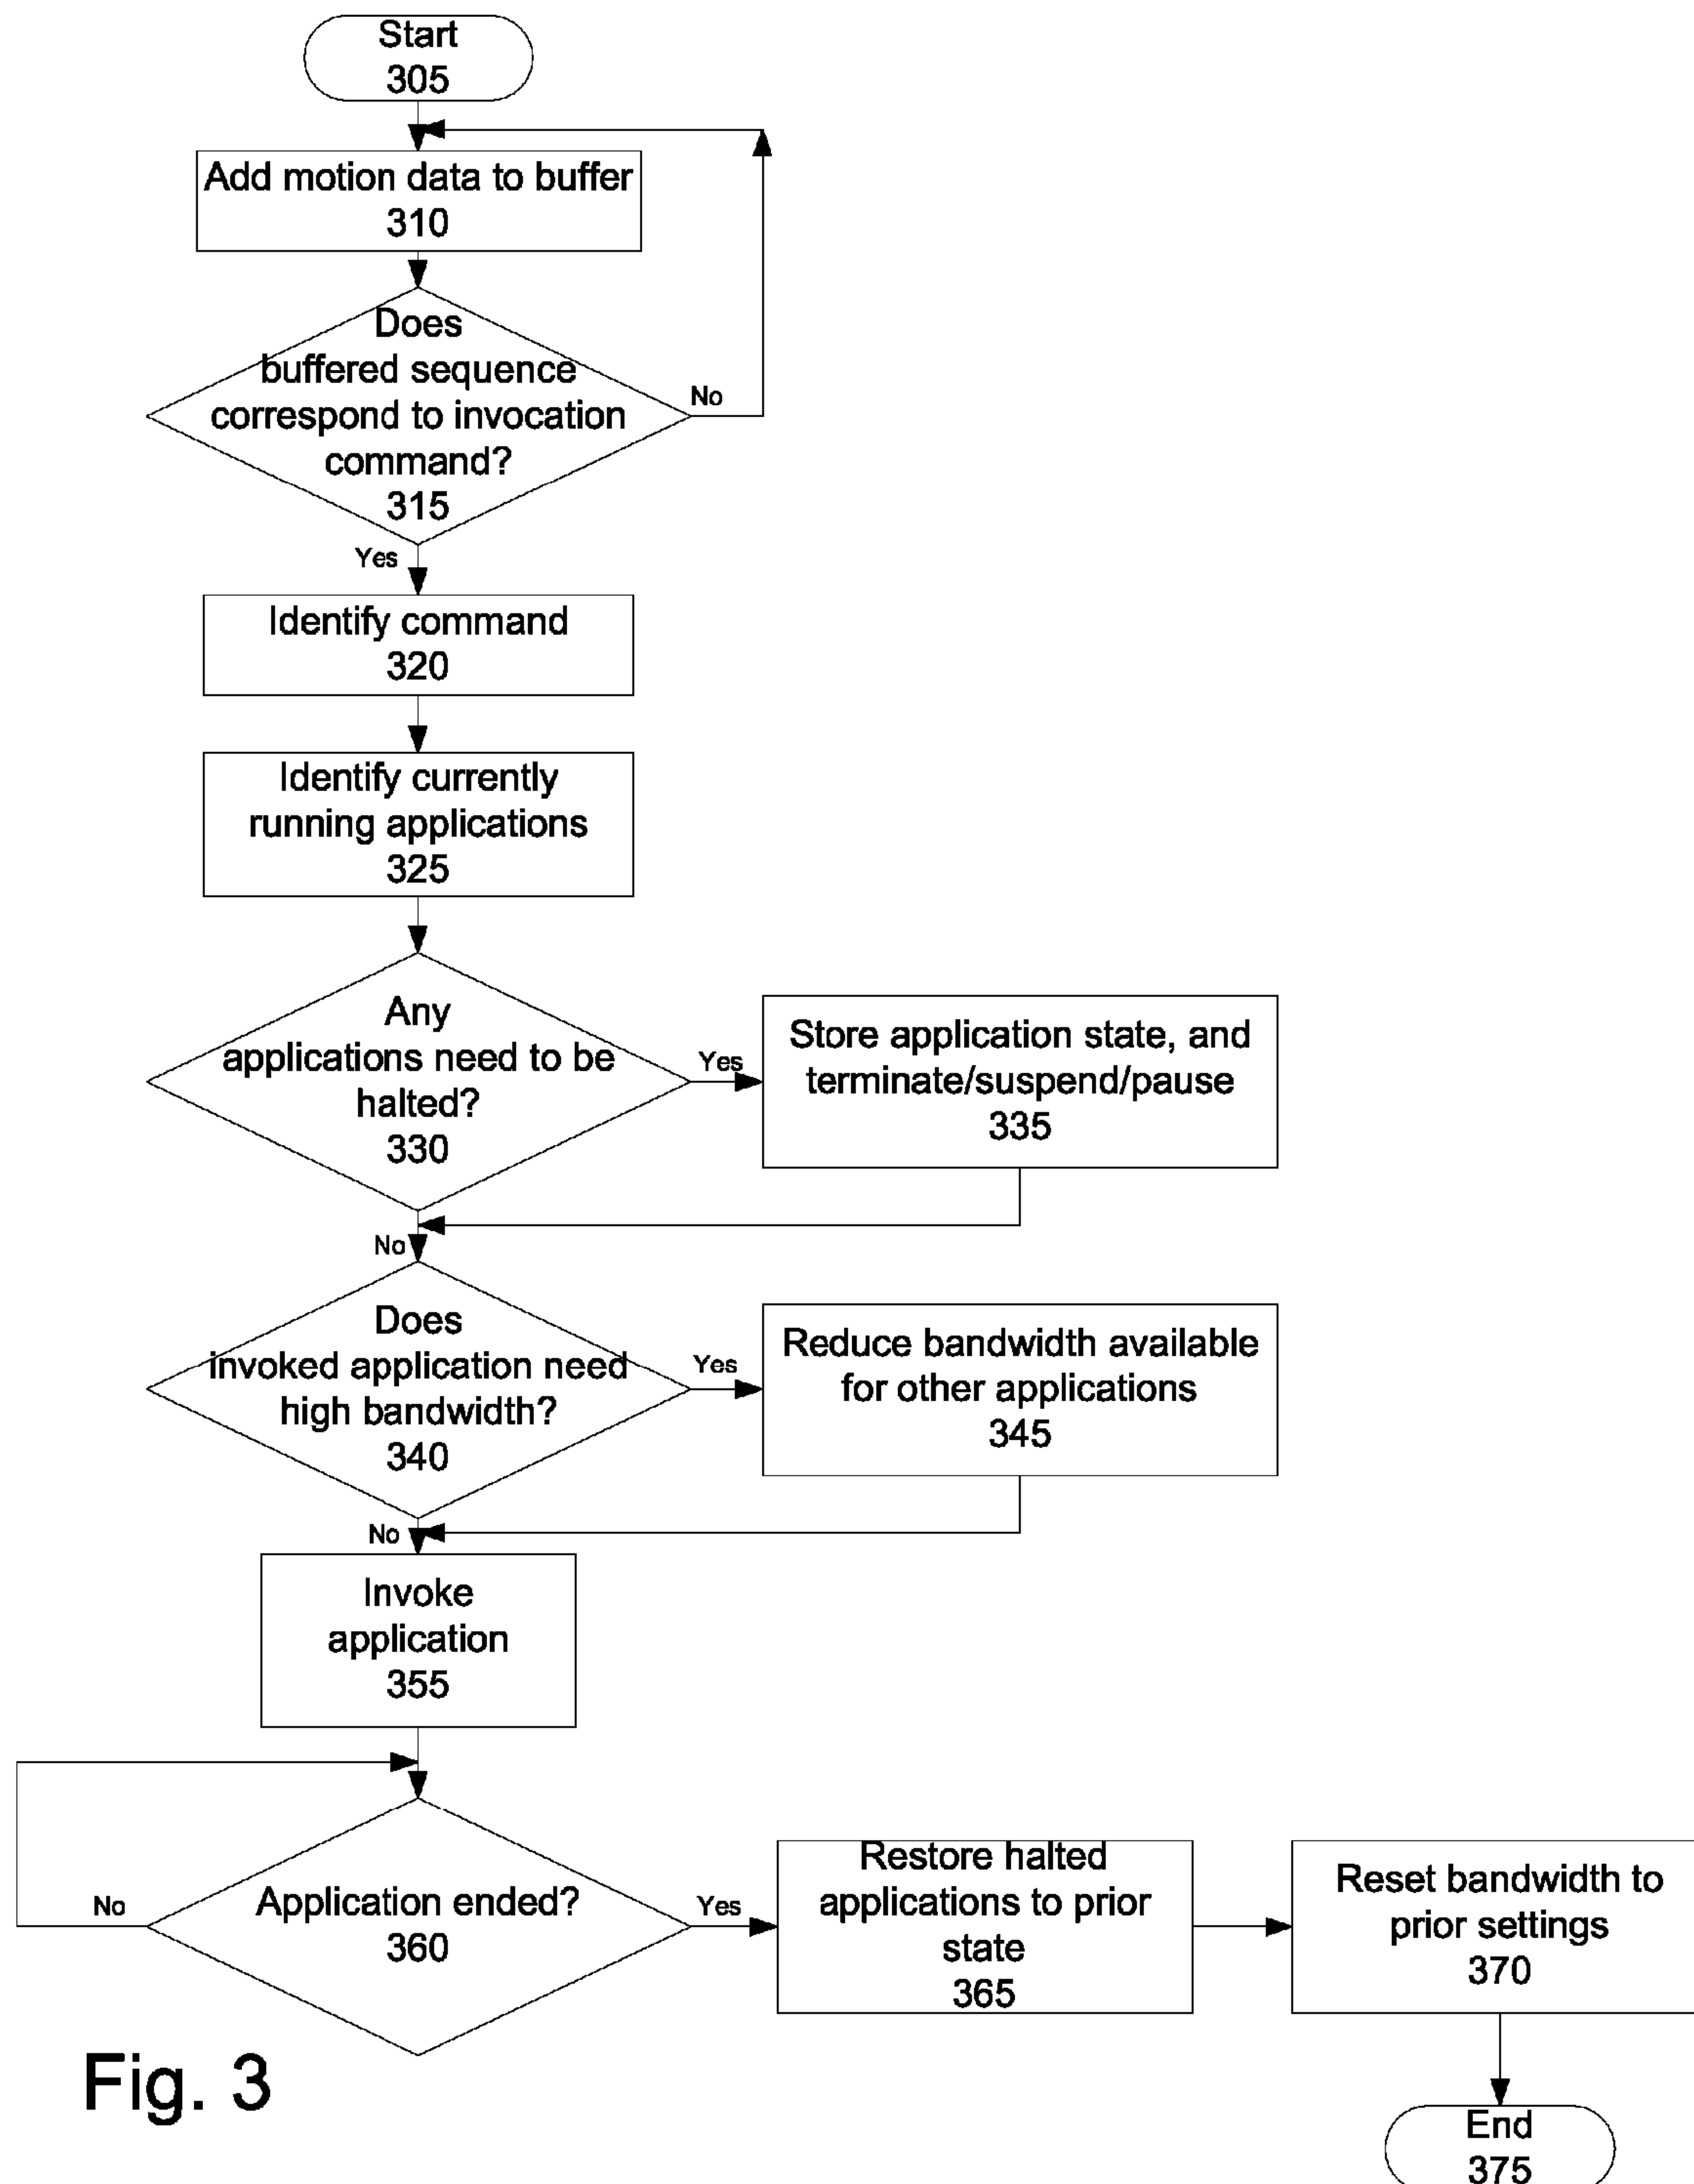 Start
305
Add motion data to buffer
310
Does
buffered sequence
correspond to invocation
command?
315
No
Yes
Identify command
320
Identify currently
running applications
325
Any
applications need to be
halted?
330
Yes
Store application state, and
terminate/suspend/pause
335
No
Does
invoked application need
high bandwidth?
340
Yes
Reduce bandwidth available
for other applications
345
No
Invoke
application
355
No
Application ended?
360
Yes
Restore halted
applications to prior
state
365
Reset bandwidth to
prior settings
370
End
375
Fig. 3